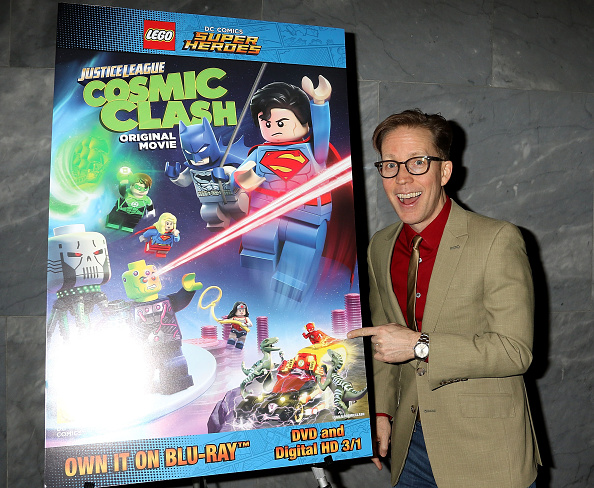 LEGO
DC COMICS
SUPER HEROES
JUSTICE LEAGUE
COSMIC
CLASH
ORIGINAL
MOVIE
OWN IT ON BLU-RAY™
DVD and
Digital HD 3/1